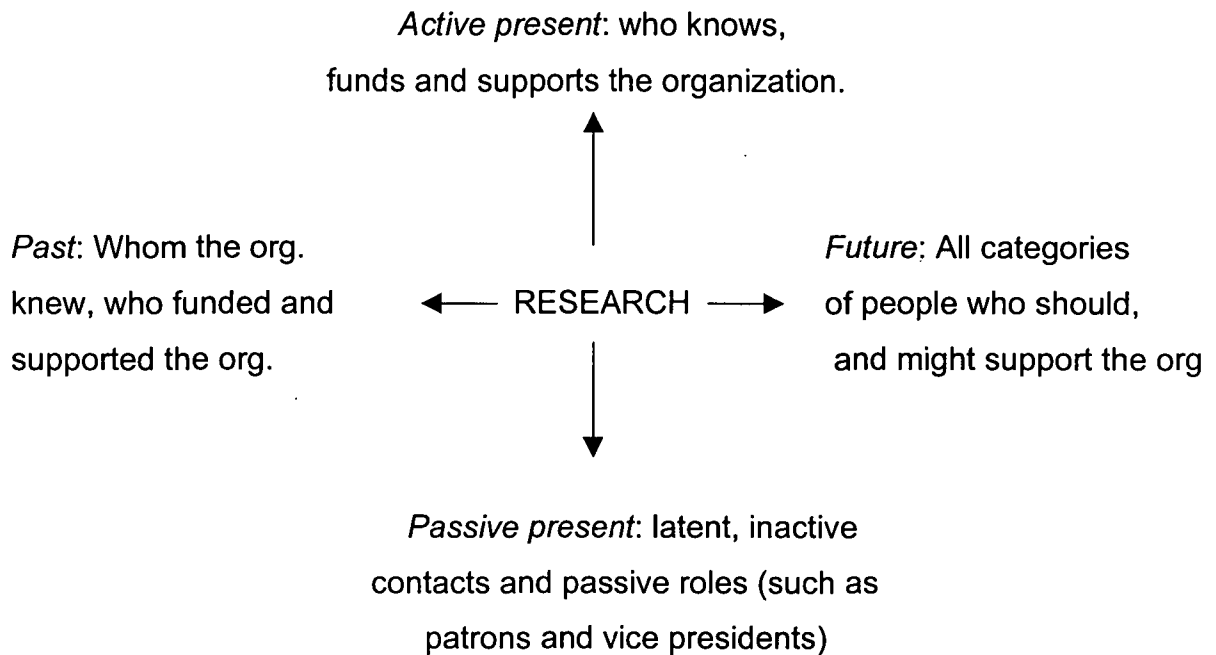 Active present: who knows,
funds and supports the organization.
Past: Whom the org.
knew, who funded and
supported the org.
RESEARCH
Future: All categories
of people who should,
and might support the org
Passive present: latent, inactive
contacts and passive roles (such as
patrons and vice presidents)